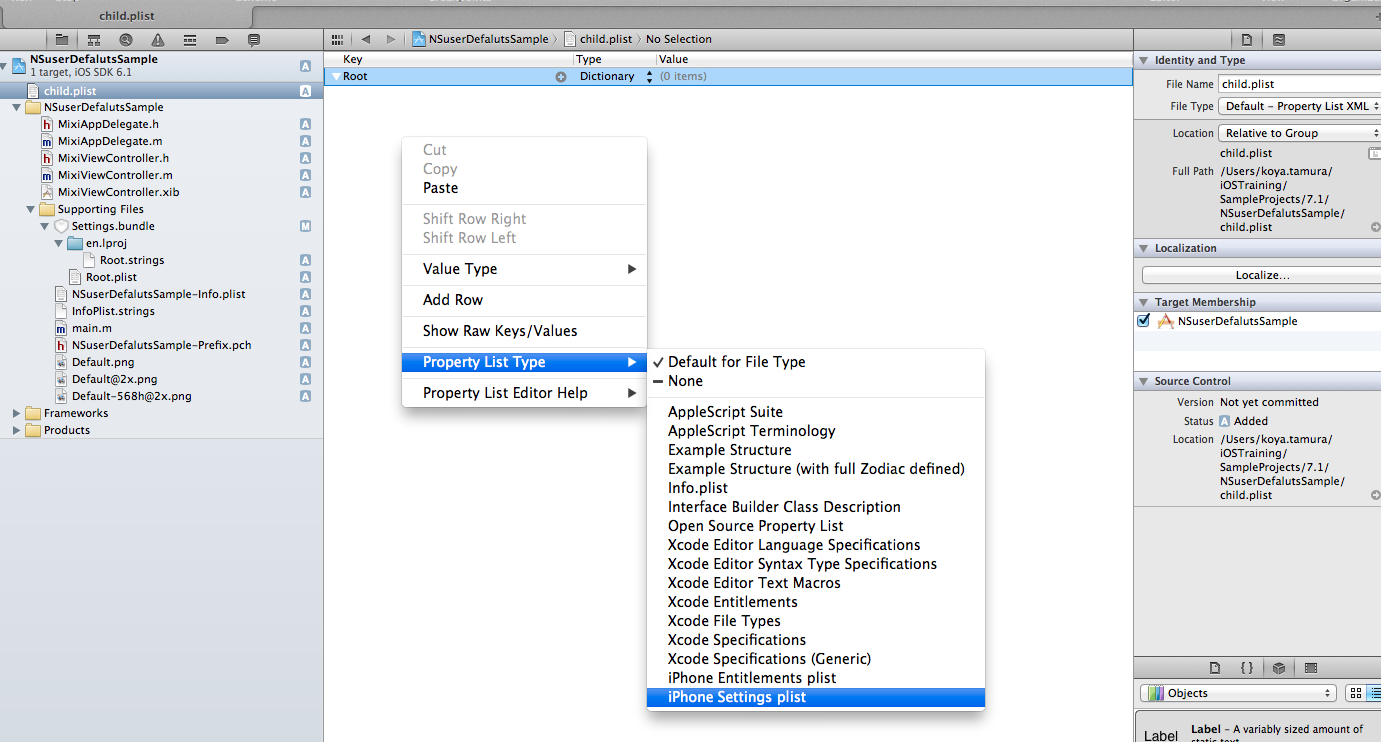 child.plist
NSuserDefalutsSample
child.plist
No Selection
NSuserDefalutsSample
1 target, iOS SDK 6.1
A
child.plist
A
NSuserDefalutsSample
MixiAppDelegate.h
A
MixiAppDelegate.m
A
MixiViewController.h
A
MixiViewController.m
A
MixiViewController.xib
A
Supporting Files
Settings.bundle
M
en.lproj
Root.strings
A
Root.plist
A
NSuserDefalutsSample-Info.plist
A
InfoPlist.strings
A
main.m
A
NSuserDefalutsSample-Prefix.pch
A
Default.png
A
Default@2x.png
A
Default-568h@2x.png
A
Frameworks
Products
Key Type Value
Root Dictionary (0 items)
Cut
Copy
Paste
Shift Row Right
Shift Row Left
Value Type
Add Row
Show Raw Keys/Values
Property List Type
Property List Editor Help
Default for File Type
None
AppleScript Suite
AppleScript Terminology
Example Structure
Example Structure (with full Zodiac defined)
Info.plist
Interface Builder Class Description
Open Source Property List
Xcode Editor Language Specifications
Xcode Editor Syntax Type Specifications
Xcode Editor Text Macros
Xcode Entitlements
Xcode File Types
Xcode Specifications
Xcode Specifications (Generic)
iPhone Entitlements plist
iPhone Settings plist
Identity and Type
File Name child.plist
File Type Default - Property List XML
Location Relative to Group
child.plist
Full Path /Users/koya.tamura/
iOSTraining/
SampleProjects/7.1/
NSuserDefalutsSample/
child.plist
Localization
Localize...
Target Membership
NSuserDefalutsSample
Source Control
Version Not yet committed
Status A Added
Location /Users/koya.tamura/
iOSTraining/
SampleProjects/7.1/
NSuserDefalutsSample/
child.plist
{}
Objects
Label Label - A variably sized amount of
static text